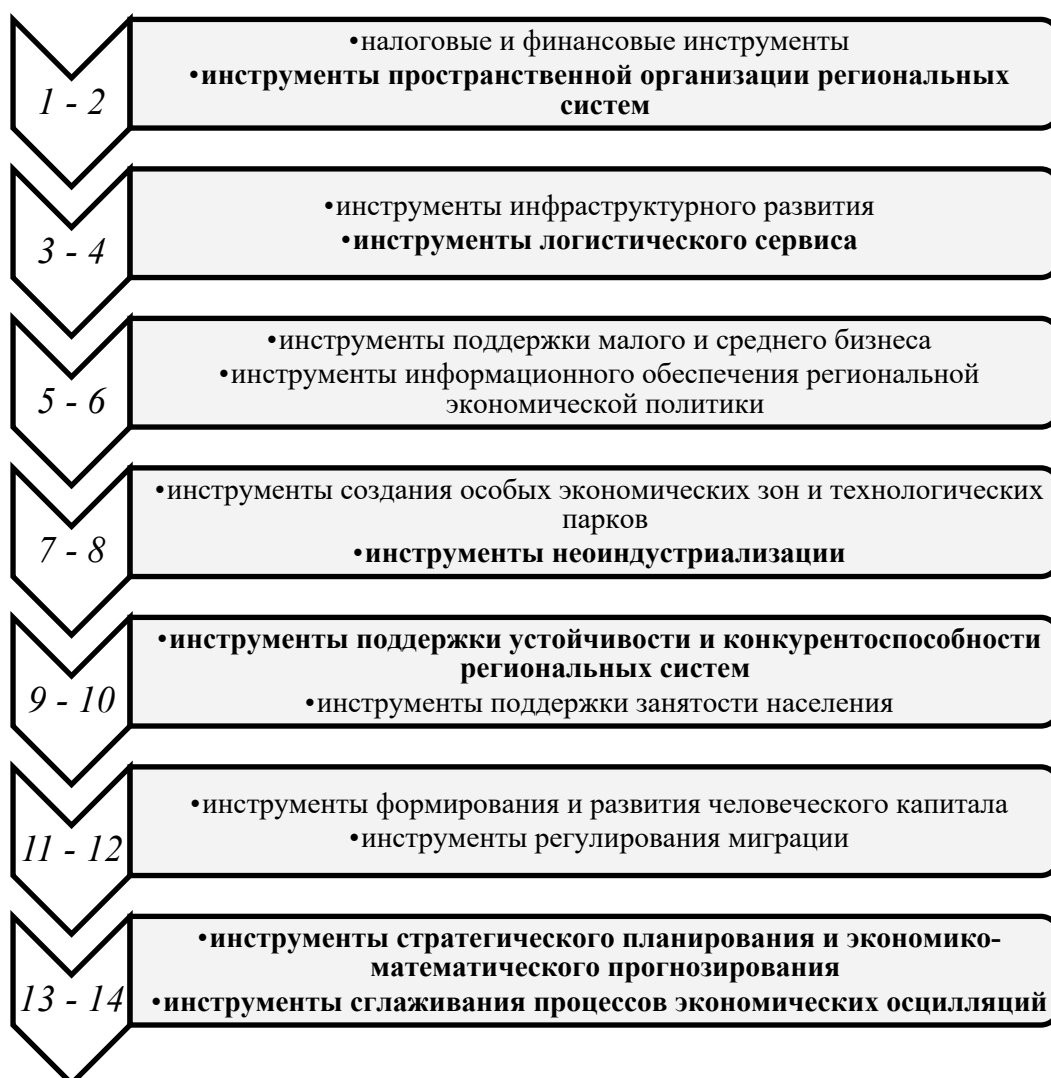 1 - 2
•налоговые и финансовые инструменты
•инструменты пространственной организации региональных
систем
3 - 4
•инструменты инфраструктурного развития
•инструменты логистического сервиса
5 - 6
•инструменты поддержки малого и среднего бизнеса
•инструменты информационного обеспечения региональной
экономической политики
7 - 8
•инструменты создания особых экономических зон и технологических
парков
•инструменты неоиндустриализации
9 - 10
•инструменты поддержки устойчивости и конкурентоспособности
региональных систем
•инструменты поддержки занятости населения
11 - 12
•инструменты формирования и развития человеческого капитала
•инструменты регулирования миграции
13 - 14
•инструменты стратегического планирования и экономико-
математического прогнозирования
•инструменты сглаживания процессов экономических осцилляций